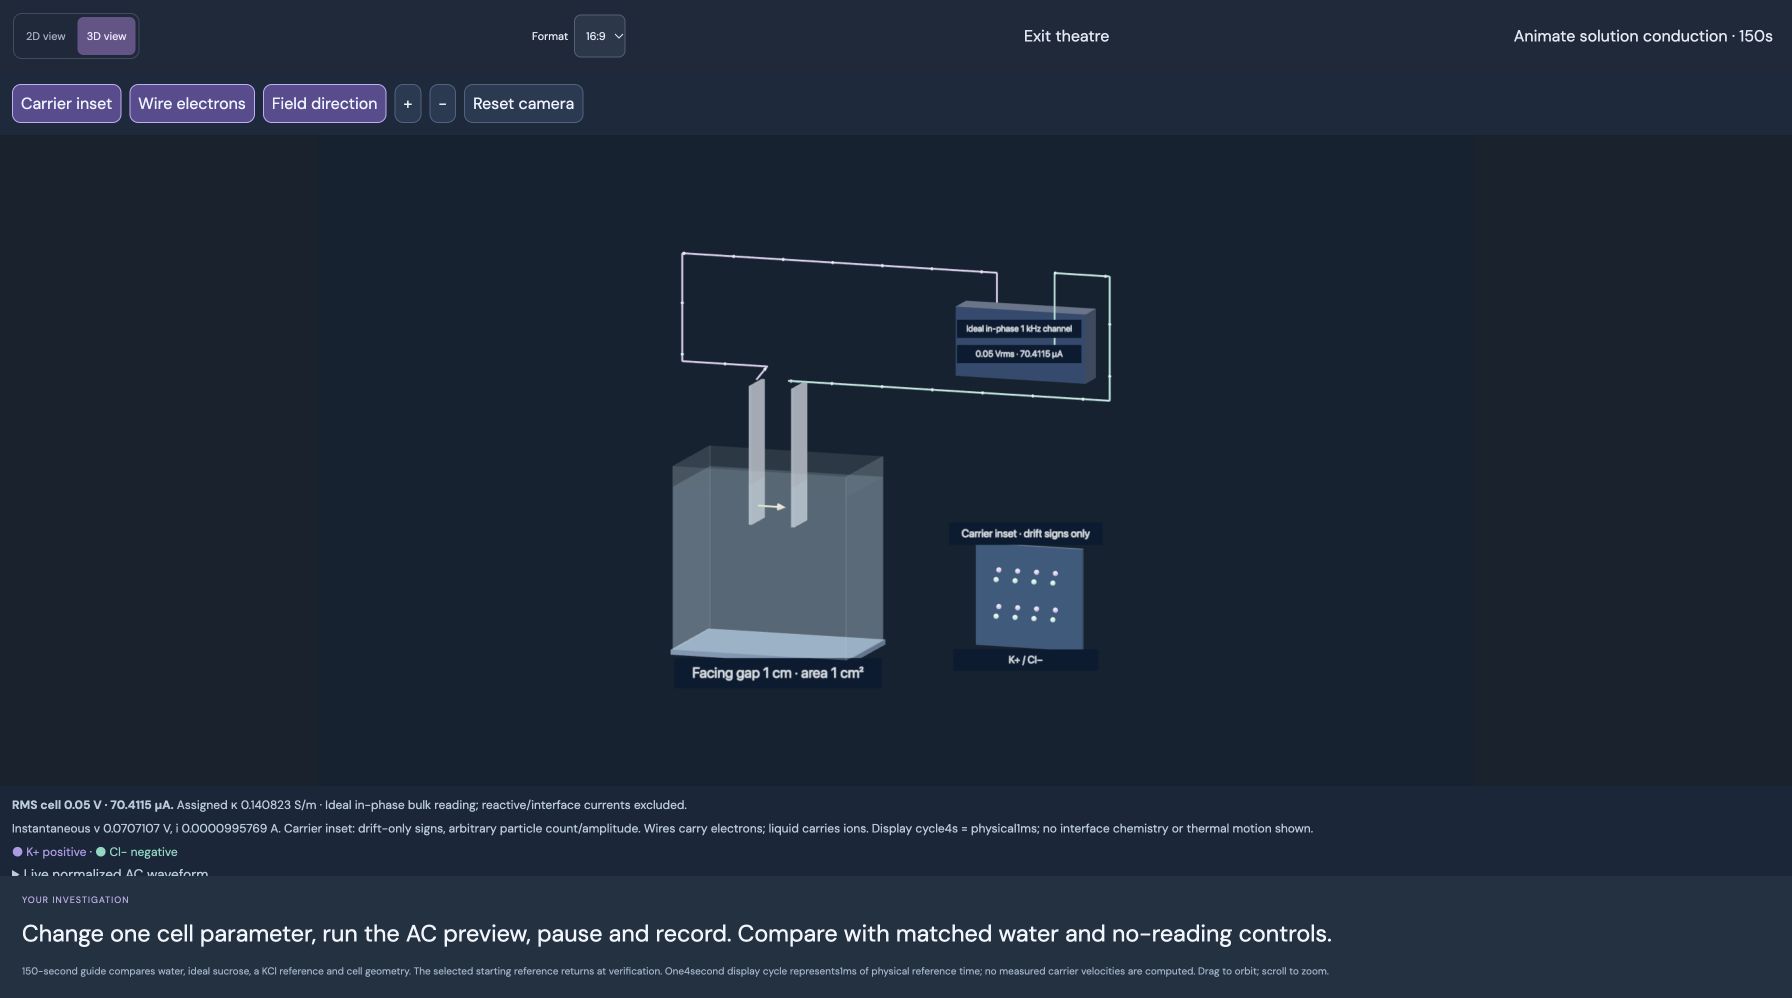 2D view 3D view Format 16:9 Exit theatre Animate solution conduction · 150s
Carrier inset Wire electrons Field direction + - Reset camera
Ideal in-phase 1 kHz channel
0.05 Vrms · 70.4115 µA
Carrier inset · drift signs only
K+ / Cl−
Facing gap 1 cm · area 1 cm²
RMS cell 0.05 V · 70.4115 µA. Assigned κ 0.140823 S/m · Ideal in-phase bulk reading; reactive/interface currents excluded.
Instantaneous v 0.0707107 V, i 0.0000995769 A. Carrier inset: drift-only signs, arbitrary particle count/amplitude. Wires carry electrons; liquid carries ions. Display cycle4s = physical1ms; no interface chemistry or thermal motion shown.
K+ positive · Cl− negative
Live normalized AC waveform
YOUR INVESTIGATION
Change one cell parameter, run the AC preview, pause and record. Compare with matched water and no-reading controls.
150-second guide compares water, ideal sucrose, a KCl reference and cell geometry. The selected starting reference returns at verification. One4second display cycle represents1ms of physical reference time; no measured carrier velocities are computed. Drag to orbit; scroll to zoom.